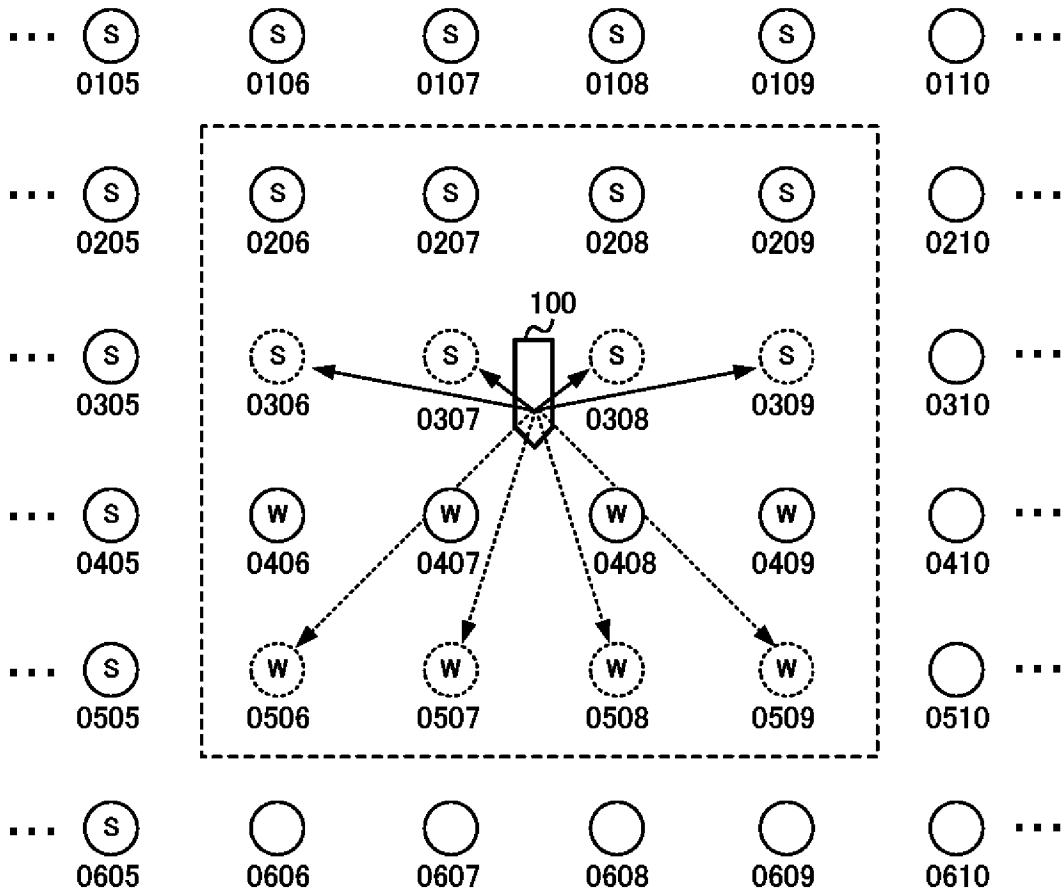 ... S S S S S ...
0105 0106 0107 0108 0109 0110
... S S S S S ...
0205 0206 0207 0208 0209 0210
100
... S S S S S ...
0305 0306 0307 0308 0309 0310
... S W W W W ...
0405 0406 0407 0408 0409 0410
... S W W W W ...
0505 0506 0507 0508 0509 0510
... S ...
0605 0606 0607 0608 0609 0610